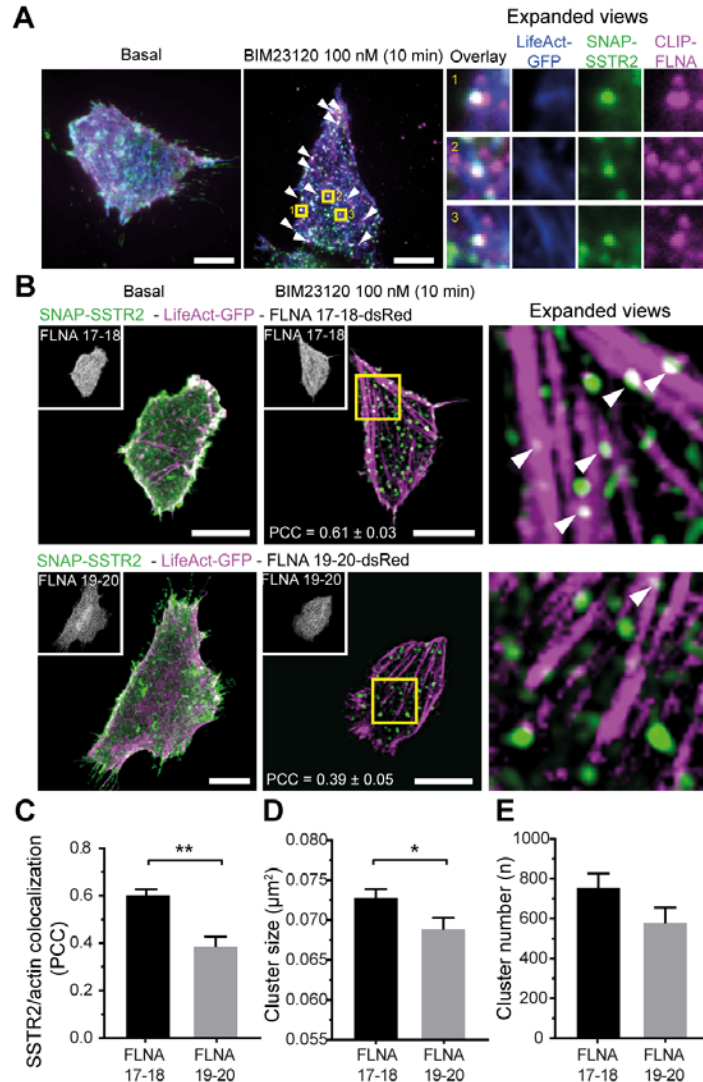 A
Expanded views
Basal
BIM23120 100 nM (10 min)
Overlay
LifeAct-
GFP
SNAP-
SSTR2
CLIP-
FLNA
1
2
3
1
2
3
B
Basal
BIM23120 100 nM (10 min)
SNAP-SSTR2 - LifeAct-GFP - FLNA 17-18-dsRed
Expanded views
FLNA 17-18
FLNA 17-18
PCC = 0.61 ± 0.03
SNAP-SSTR2 - LifeAct-GFP - FLNA 19-20-dsRed
FLNA 19-20
FLNA 19-20
PCC = 0.39 ± 0.05
C
SSTR2/actin colocalization
(PCC)
0.8
0.6
0.4
0.2
0.0
**
FLNA
17-18
FLNA
19-20
D
Cluster size (µm²)
0.080
0.075
0.070
0.065
0.060
0.055
*
FLNA
17-18
FLNA
19-20
E
Cluster number (n)
1000
800
600
400
200
0
FLNA
17-18
FLNA
19-20